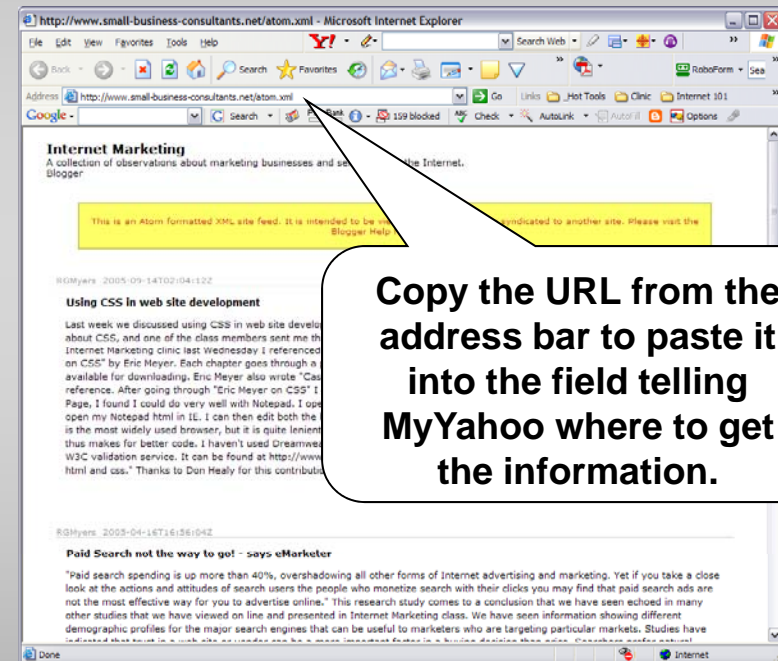 http://www.small-business-consultants.net/atom.xml - Microsoft Internet Explorer
File Edit View Favorites Tools Help Y! Search Web
Back Search Favorites RoboForm Sea
Address http://www.small-business-consultants.net/atom.xml Go Links _Hot Tools Clinic Internet 101
Google Search 159 blocked Check AutoLink AutoFill Options
Internet Marketing
A collection of observations about marketing businesses and the Internet.
Blogger
This is an Atom formatted XML site feed. It is intended to be syndicated to another site. Please visit the
Blogger Help
RGMyers 2005-09-14T02:04:12Z
Using CSS in web site development
Last week we discussed using CSS in web site
about CSS, and one of the class members sent me
Internet Marketing clinic last Wednesday I referenced
on CSS" by Eric Meyer. Each chapter goes through a
available for downloading. Eric Meyer also wrote
reference. After going through "Eric Meyer on CSS" I
Page, I found I could do very well with Notepad. I
open my Notepad html in IE. I can then edit both the
is the most widely used browser, but it is quite lenient
thus makes for better code. I haven't used
W3C validation service. It can be found at http://www
html and css." Thanks to Don Healy for this
Copy the URL from the
address bar to paste it
into the field telling
MyYahoo where to get
the information.
RGMyers 2005-04-16T16:56:04Z
Paid Search not the way to go! - says eMarketer
"Paid search spending is up more than 40%, overshadowing all other forms of Internet advertising and marketing. Yet if you take a close
look at the actions and attitudes of search users the people who monetize search with their clicks you may find that paid search ads are
not the most effective way for you to advertise online." This research study comes to a conclusion that we have seen echoed in many
other studies that we have viewed on line and presented in Internet Marketing class. We have seen information showing different
demographic profiles for the major search engines that can be useful to marketers who are targeting particular markets. Studies have
Done Internet